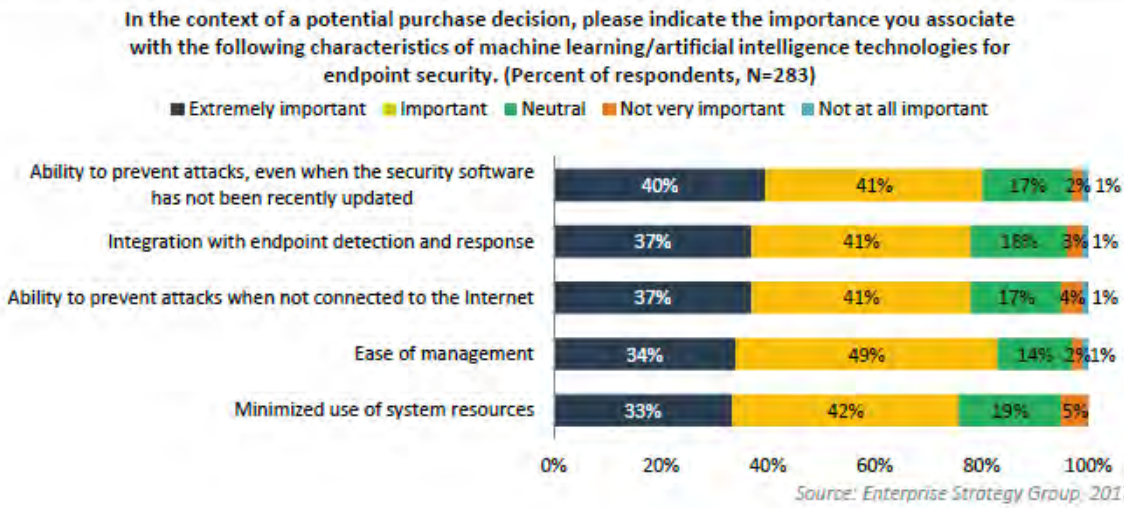 In the context of a potential purchase decision, please indicate the importance you associate
with the following characteristics of machine learning/artificial intelligence technologies for
endpoint security. (Percent of respondents, N=283)
Extremely important Important Neutral Not very important Not at all important
Ability to prevent attacks, even when the security software
has not been recently updated
40% 41% 17% 2% 1%
Integration with endpoint detection and response
37% 41% 18% 3% 1%
Ability to prevent attacks when not connected to the Internet
37% 41% 17% 4% 1%
Ease of management
34% 49% 14% 2% 1%
Minimized use of system resources
33% 42% 19% 5%
0% 20% 40% 60% 80% 100%
Source: Enterprise Strategy Group, 201